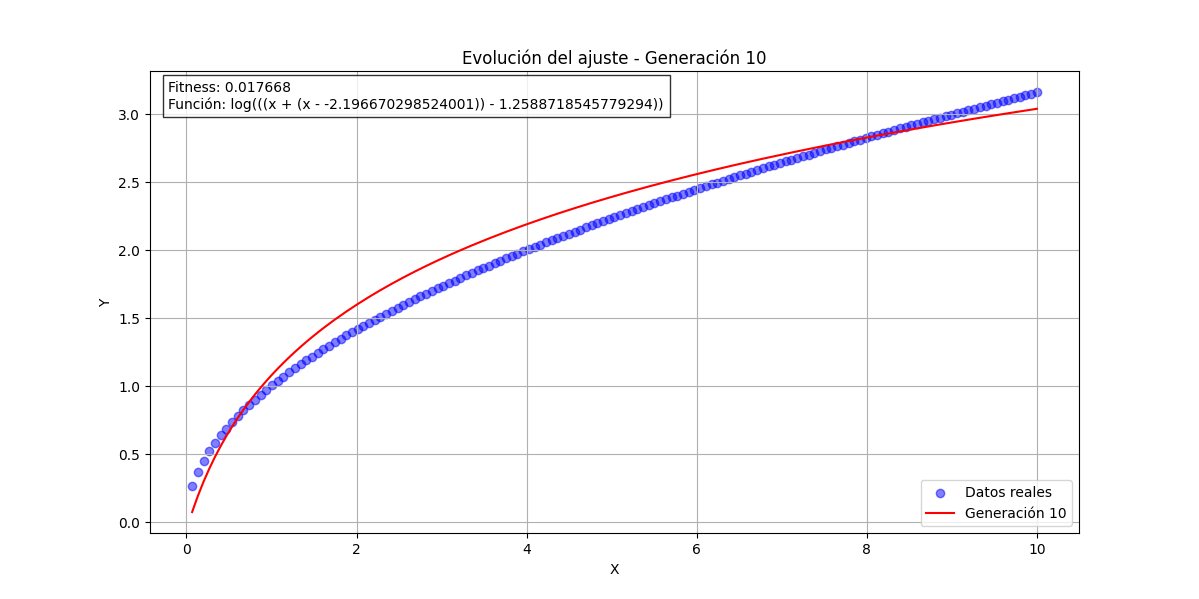 Evolución del ajuste - Generación 10
Fitness: 0.017668
Función: log(((x + (x - -2.196670298524001)) - 1.2588718545779294))
Y
3.0
2.5
2.0
1.5
1.0
0.5
0.0
Datos reales
Generación 10
0 2 4 6 8 10
X